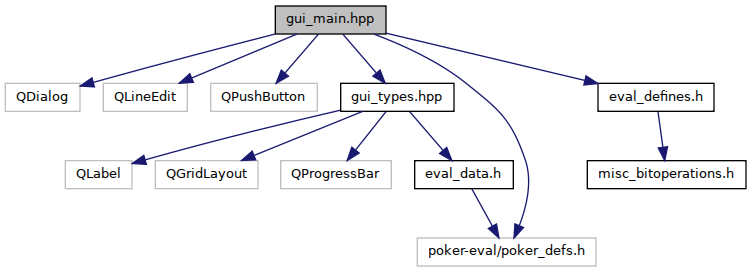 gui_main.hpp
QDialog
QLineEdit
QPushButton
gui_types.hpp
eval_defines.h
QLabel
QGridLayout
QProgressBar
eval_data.h
misc_bitoperations.h
poker-eval/poker_defs.h